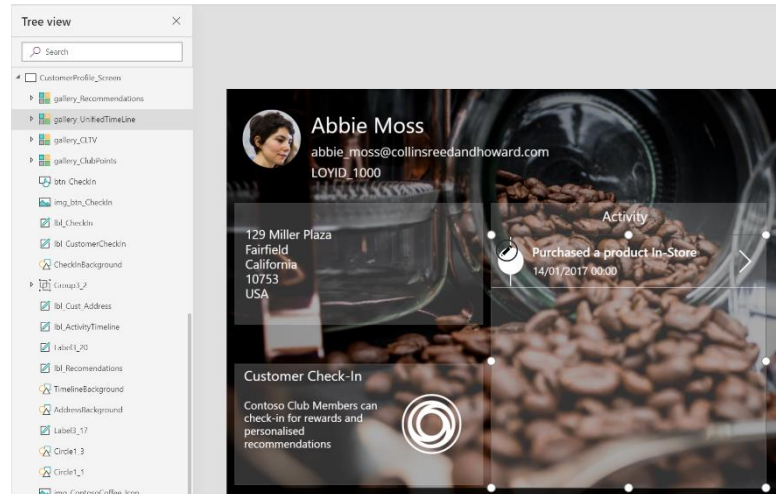 Tree view
Search
CustomerProfile_Screen
gallery_Recommendations
gallery_UnifiedTimeLine
gallery_CLTV
gallery_ClubPoints
btn_CheckIn
img_btn_CheckIn
lbl_CheckIn
lbl_CustomerCheckin
CheckInBackground
Group3_2
lbl_Cust_Address
lbl_ActivityTimeline
Label3_20
lbl_Recomendations
TimelineBackground
AddressBackground
Label3_17
Circle1_3
Circle1_1
img_ContosoCoffee_Icon
Abbie Moss
abbie_moss@collinsreedandhoward.com
LOYID_1000
129 Miller Plaza
Fairfield
California
10753
USA
Activity
Purchased a product In-Store
14/01/2017 00:00
Customer Check-In
Contoso Club Members can
check-in for rewards and
personalised
recommendations